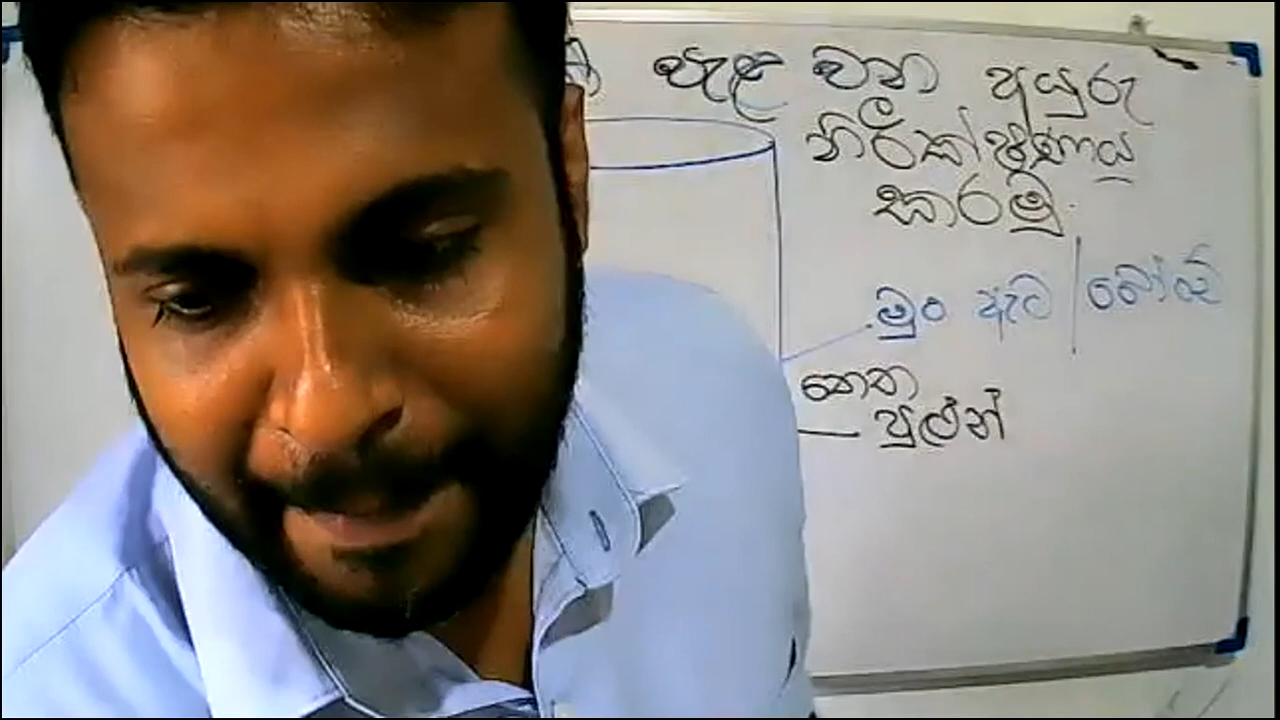 පැළ වන අයුරු
නිරීක්ෂණය
කරමු.
මුං ඇට | බෝංචි
තෙත
පුළුන්